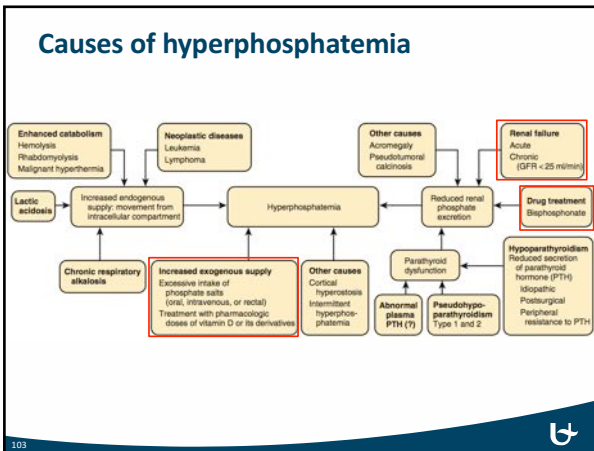 Causes of hyperphosphatemia
Enhanced catabolism
Hemolysis
Rhabdomyolysis
Malignant hyperthermia
Neoplastic diseases
Leukemia
Lymphoma
Other causes
Acromegaly
Pseudotumoral
calcinosis
Renal failure
Acute
Chronic
(GFR < 25 ml/min)
Lactic
acidosis
Increased endogenous
supply: movement from
intracellular compartment
Hyperphosphatemia
Reduced renal
phosphate
excretion
Drug treatment
Bisphosphonate
Chronic respiratory
alkalosis
Increased exogenous supply
Excessive intake of
phosphate salts
(oral, intravenous, or rectal)
Treatment with pharmacologic
doses of vitamin D or its derivatives
Other causes
Cortical
hyperostosis
Intermittent
hyperphos-
phatemia
Parathyroid
dysfunction
Abnormal
plasma
PTH (?)
Pseudohypo-
parathyroidism
Type 1 and 2
Hypoparathyroidism
Reduced secretion
of parathyroid
hormone (PTH)
Idiopathic
Postsurgical
Peripheral
resistance to PTH
103